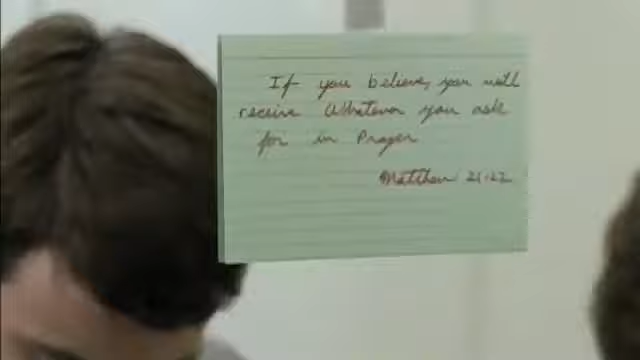 If you believe, you will
receive Whatever you ask
for in Prayer
Matthew 21:22